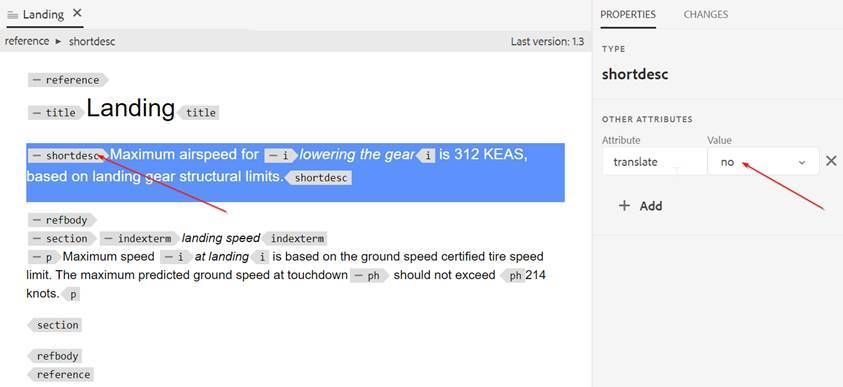 Landing
reference ▸ shortdesc
Last version: 1.3
reference
title Landing title
shortdesc Maximum airspeed for i lowering the gear i is 312 KEAS,
based on landing gear structural limits. shortdesc
refbody
section indexterm landing speed indexterm
p Maximum speed i at landing i is based on the ground speed certified tire speed
limit. The maximum predicted ground speed at touchdown ph should not exceed ph 214
knots. p
section
refbody
reference
PROPERTIES CHANGES
TYPE
shortdesc
OTHER ATTRIBUTES
Attribute Value
translate no
+ Add